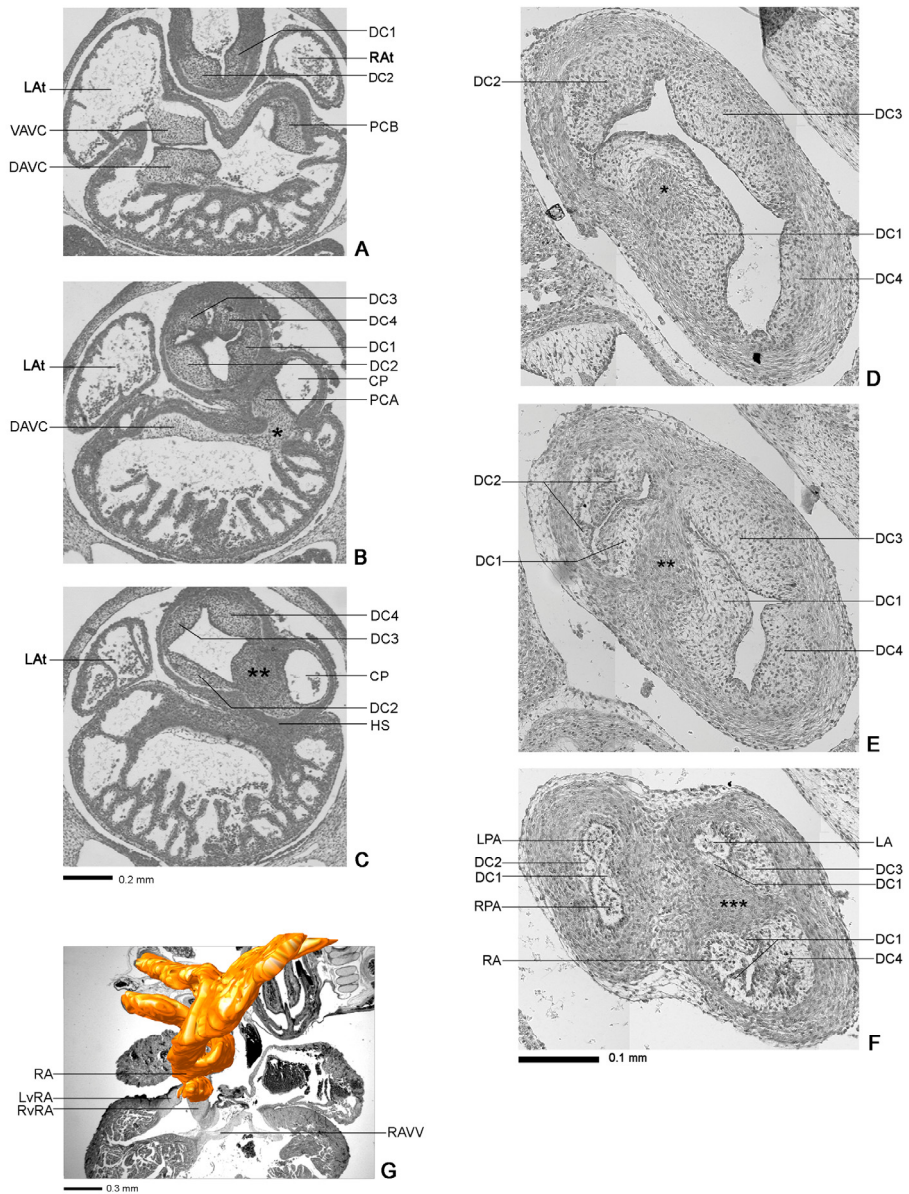 DC1
RAt
DC2
LAt
VAVC
PCB
DAVC
A
DC3
DC4
DC1
DC2
CP
PCA
LAt
DAVC
*
B
DC4
DC3
LAt
**
CP
DC2
HS
C
0.2 mm
RA
LvRA
RvRA
RAVV
G
0.3 mm
DC2
DC3
*
DC1
DC4
D
DC2
DC1
DC3
**
DC1
DC4
E
LPA
LA
DC2
DC3
DC1
DC1
RPA
***
DC1
RA
DC4
F
0.1 mm